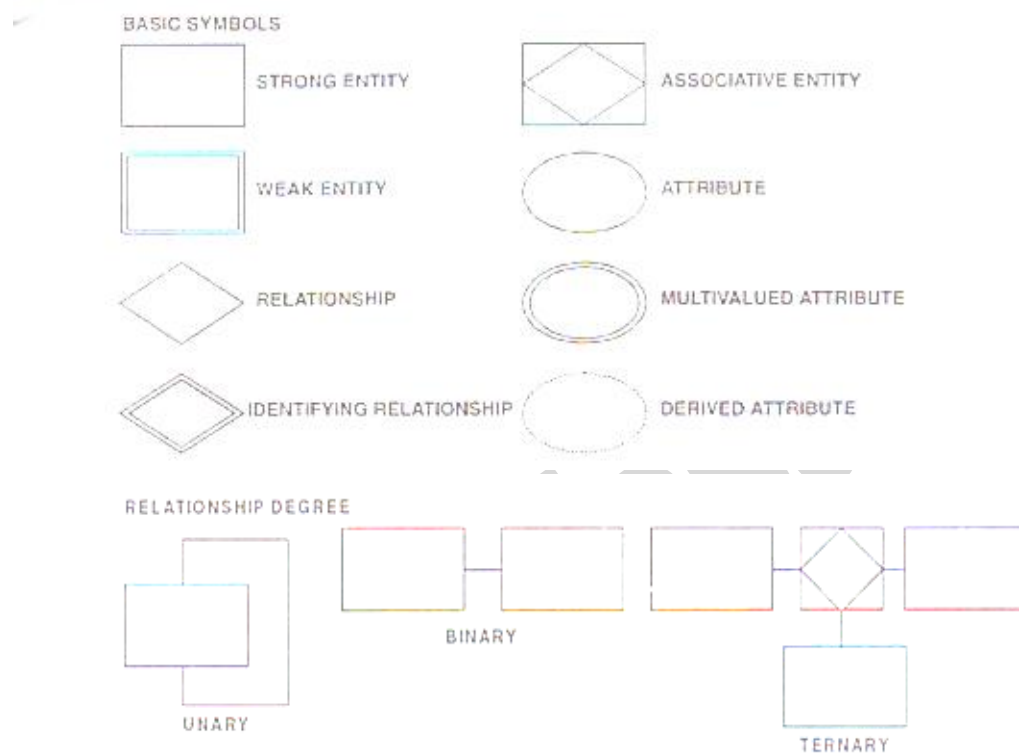 BASIC SYMBOLS
STRONG ENTITY
ASSOCIATIVE ENTITY
WEAK ENTITY
ATTRIBUTE
RELATIONSHIP
MULTIVALUED ATTRIBUTE
IDENTIFYING RELATIONSHIP
DERIVED ATTRIBUTE
RELATIONSHIP DEGREE
BINARY
UNARY
TERNARY